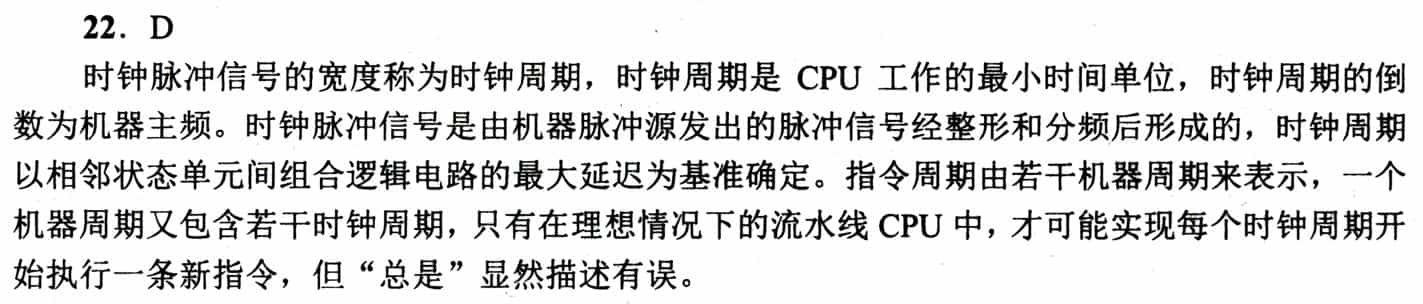 22．D
时钟脉冲信号的宽度称为时钟周期，时钟周期是 CPU 工作的最小时间单位，时钟周期的倒
数为机器主频。时钟脉冲信号是由机器脉冲源发出的脉冲信号经整形和分频后形成的，时钟周期
以相邻状态单元间组合逻辑电路的最大延迟为基准确定。指令周期由若干机器周期来表示，一个
机器周期又包含若干时钟周期，只有在理想情况下的流水线 CPU 中，才可能实现每个时钟周期开
始执行一条新指令，但“总是”显然描述有误。